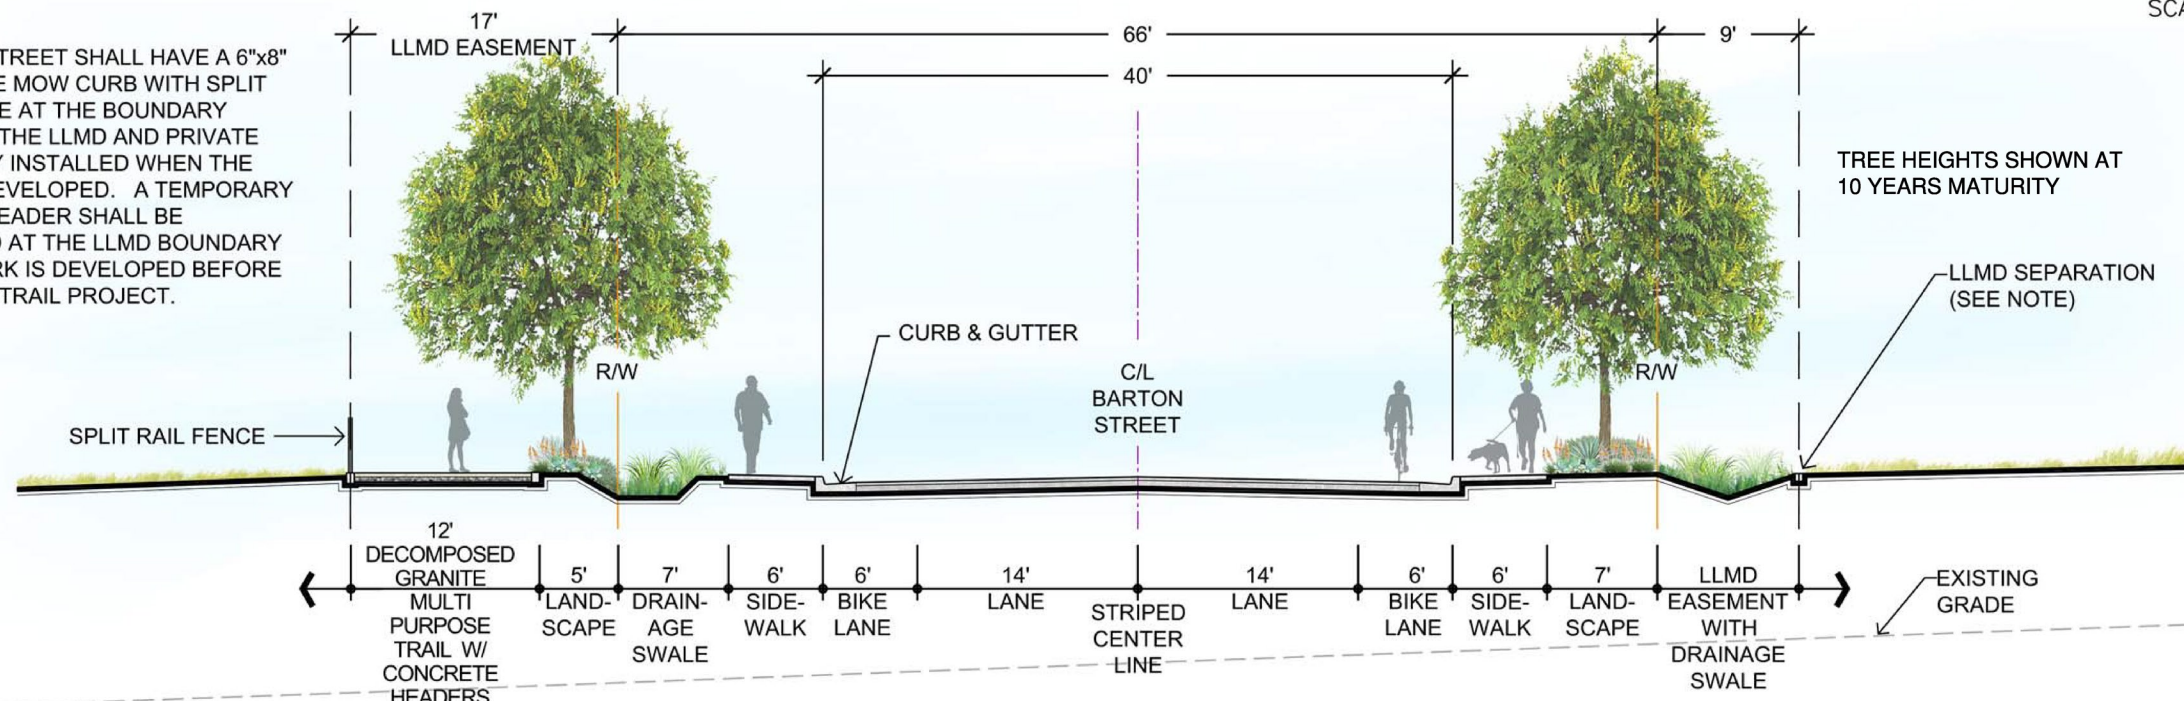 SCA
17'
LLMD EASEMENT
66'
9'
40'
TREET SHALL HAVE A 6"x8"
E MOW CURB WITH SPLIT
E AT THE BOUNDARY
THE LLMD AND PRIVATE
Y INSTALLED WHEN THE
EVELOPED. A TEMPORARY
EADER SHALL BE
D AT THE LLMD BOUNDARY
RK IS DEVELOPED BEFORE
TRAIL PROJECT.
TREE HEIGHTS SHOWN AT
10 YEARS MATURITY
LLMD SEPARATION
(SEE NOTE)
CURB & GUTTER
R/W
C/L
BARTON
STREET
R/W
SPLIT RAIL FENCE
12'
DECOMPOSED
GRANITE
MULTI
PURPOSE
TRAIL W/
CONCRETE
HEADERS
5'
LAND-
SCAPE
7'
DRAIN-
AGE
SWALE
6'
SIDE-
WALK
6'
BIKE
LANE
14'
LANE
STRIPED
CENTER
LINE
14'
LANE
6'
BIKE
LANE
6'
SIDE-
WALK
7'
LAND-
SCAPE
LLMD
EASEMENT
WITH
DRAINAGE
SWALE
EXISTING
GRADE